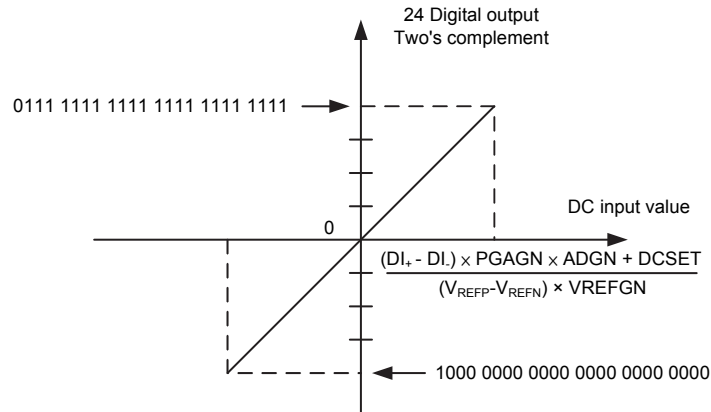 24 Digital output
Two's complement
0111 1111 1111 1111 1111 1111
DC input value
0
(DI+ - DI-) × PGAGN × ADGN + DCSET
(VREFP-VREFN) × VREFGN
1000 0000 0000 0000 0000 0000